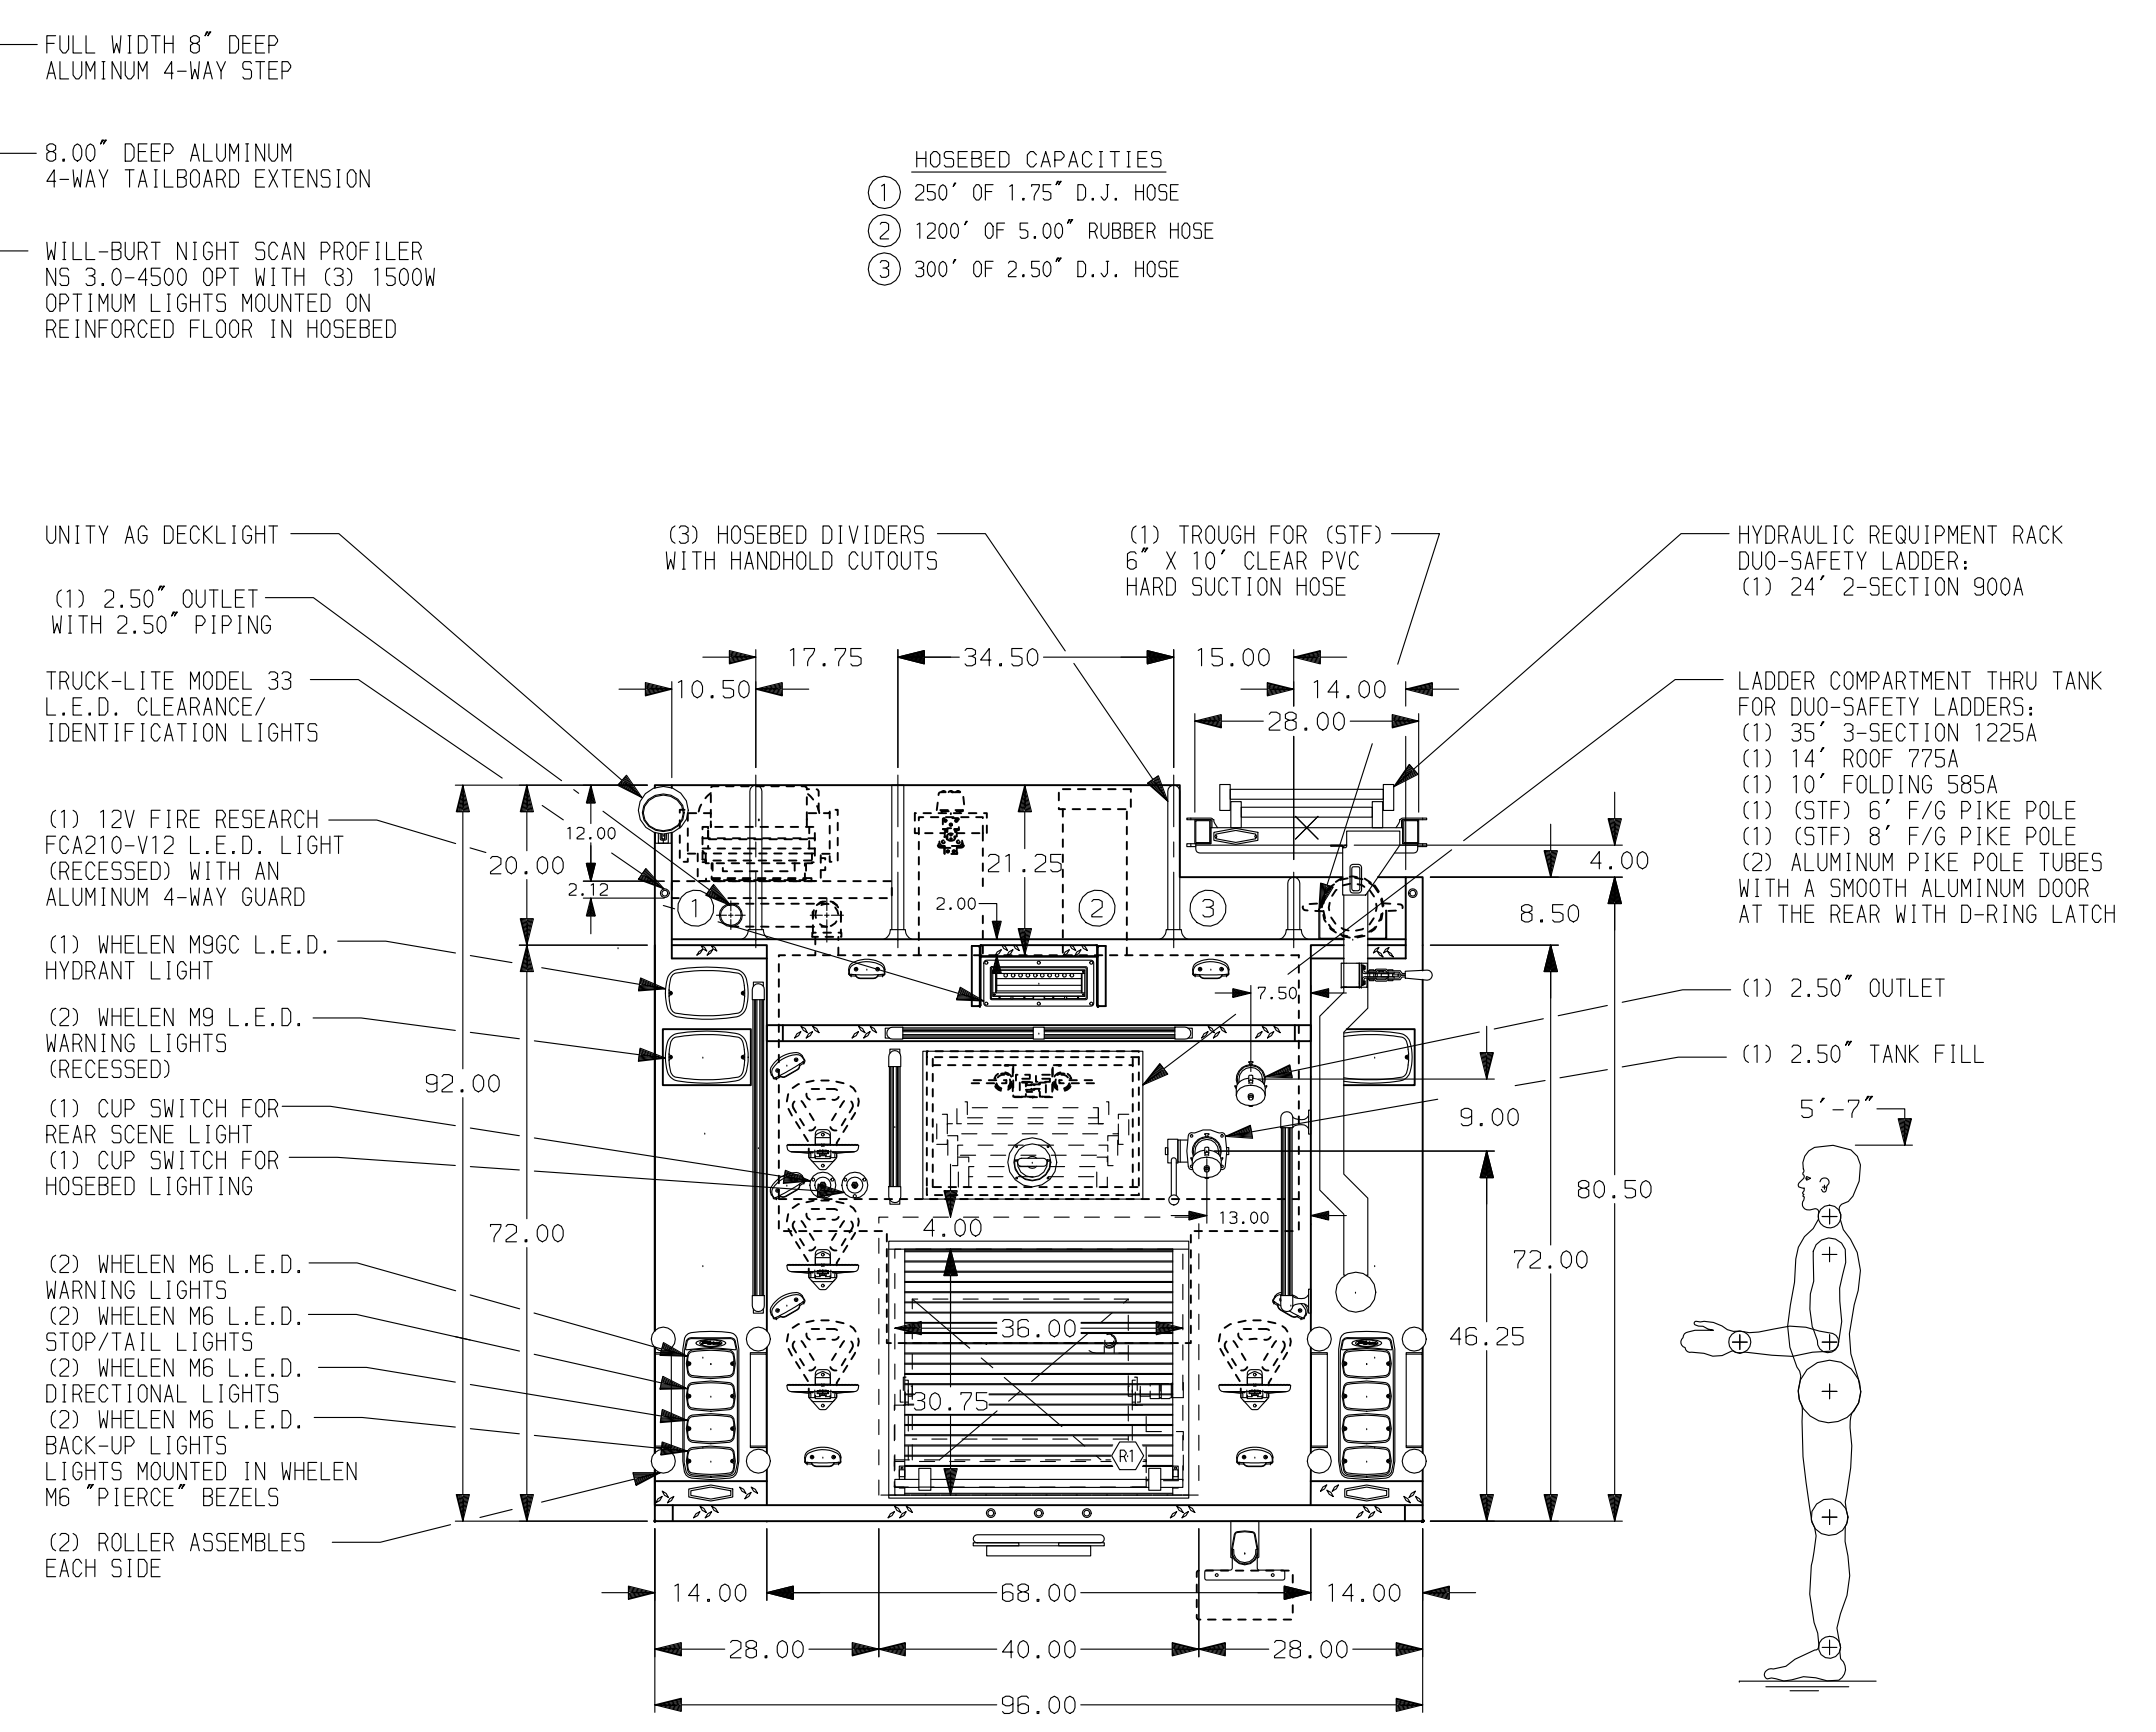 FULL WIDTH 8" DEEP
ALUMINUM 4-WAY STEP
8.00" DEEP ALUMINUM
4-WAY TAILBOARD EXTENSION
WILL-BURT NIGHT SCAN PROFILER
NS 3.0-4500 OPT WITH (3) 1500W
OPTIMUM LIGHTS MOUNTED ON
REINFORCED FLOOR IN HOSEBED
HOSEBED CAPACITIES
1 250' OF 1.75" D.J. HOSE
2 1200' OF 5.00" RUBBER HOSE
3 300' OF 2.50" D.J. HOSE
UNITY AG DECKLIGHT
(1) 2.50" OUTLET
WITH 2.50" PIPING
TRUCK-LITE MODEL 33
L.E.D. CLEARANCE/
IDENTIFICATION LIGHTS
(1) 12V FIRE RESEARCH
FCA210-V12 L.E.D. LIGHT
(RECESSED) WITH AN
ALUMINUM 4-WAY GUARD
(1) WHELEN M9GC L.E.D.
HYDRANT LIGHT
(2) WHELEN M9 L.E.D.
WARNING LIGHTS
(RECESSED)
(1) CUP SWITCH FOR
REAR SCENE LIGHT
(1) CUP SWITCH FOR
HOSEBED LIGHTING
(2) WHELEN M6 L.E.D.
WARNING LIGHTS
(2) WHELEN M6 L.E.D.
STOP/TAIL LIGHTS
(2) WHELEN M6 L.E.D.
DIRECTIONAL LIGHTS
(2) WHELEN M6 L.E.D.
BACK-UP LIGHTS
LIGHTS MOUNTED IN WHELEN
M6 "PIERCE" BEZELS
(2) ROLLER ASSEMBLES
EACH SIDE
(3) HOSEBED DIVIDERS
WITH HANDHOLD CUTOUTS
(1) TROUGH FOR (STF)
6" X 10' CLEAR PVC
HARD SUCTION HOSE
HYDRAULIC REQUIPMENT RACK
DUO-SAFETY LADDER:
(1) 24' 2-SECTION 900A
LADDER COMPARTMENT THRU TANK
FOR DUO-SAFETY LADDERS:
(1) 35' 3-SECTION 1225A
(1) 14' ROOF 775A
(1) 10' FOLDING 585A
(1) (STF) 6' F/G PIKE POLE
(1) (STF) 8' F/G PIKE POLE
(2) ALUMINUM PIKE POLE TUBES
WITH A SMOOTH ALUMINUM DOOR
AT THE REAR WITH D-RING LATCH
(1) 2.50" OUTLET
(1) 2.50" TANK FILL
5'-7"
17.75
34.50
15.00
10.50
14.00
28.00
12.00
20.00
21.25
4.00
2.12
2.00
1
2
3
8.50
7.50
92.00
9.00
80.50
13.00
4.00
72.00
72.00
36.00
46.25
30.75
R1
14.00
68.00
14.00
28.00
40.00
28.00
96.00